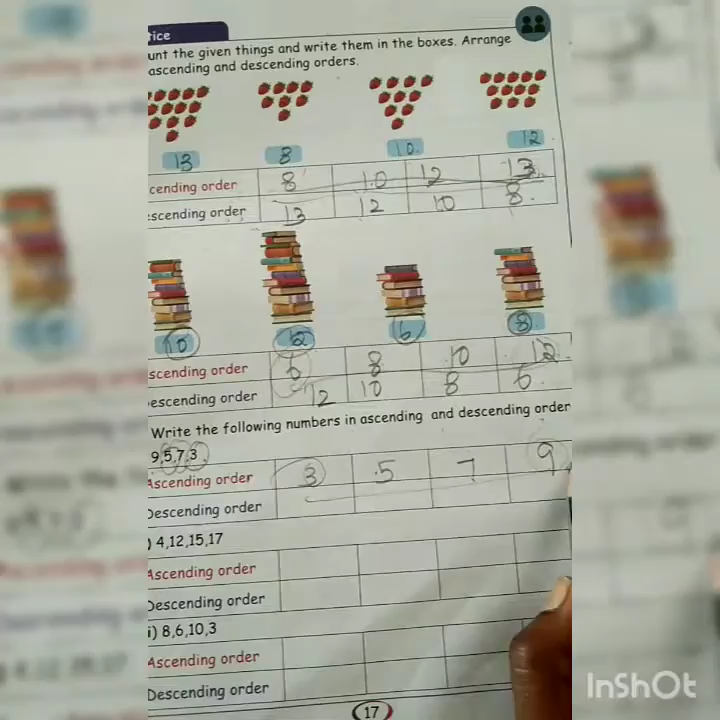 tice
unt the given things and write them in the boxes. Arrange
ascending and descending orders.
13 8 10 12
cending order 8 10 12 13
escending order 13 12 10 8
10 12 6 8
scending order 6 8 10 12
escending order 12 10 8 6
Write the following numbers in ascending and descending order
9,5,7,3
Ascending order 3 5 7 9
Descending order
) 4,12,15,17
Ascending order
Descending order
i) 8,6,10,3
Ascending order
Descending order
17
InShOt